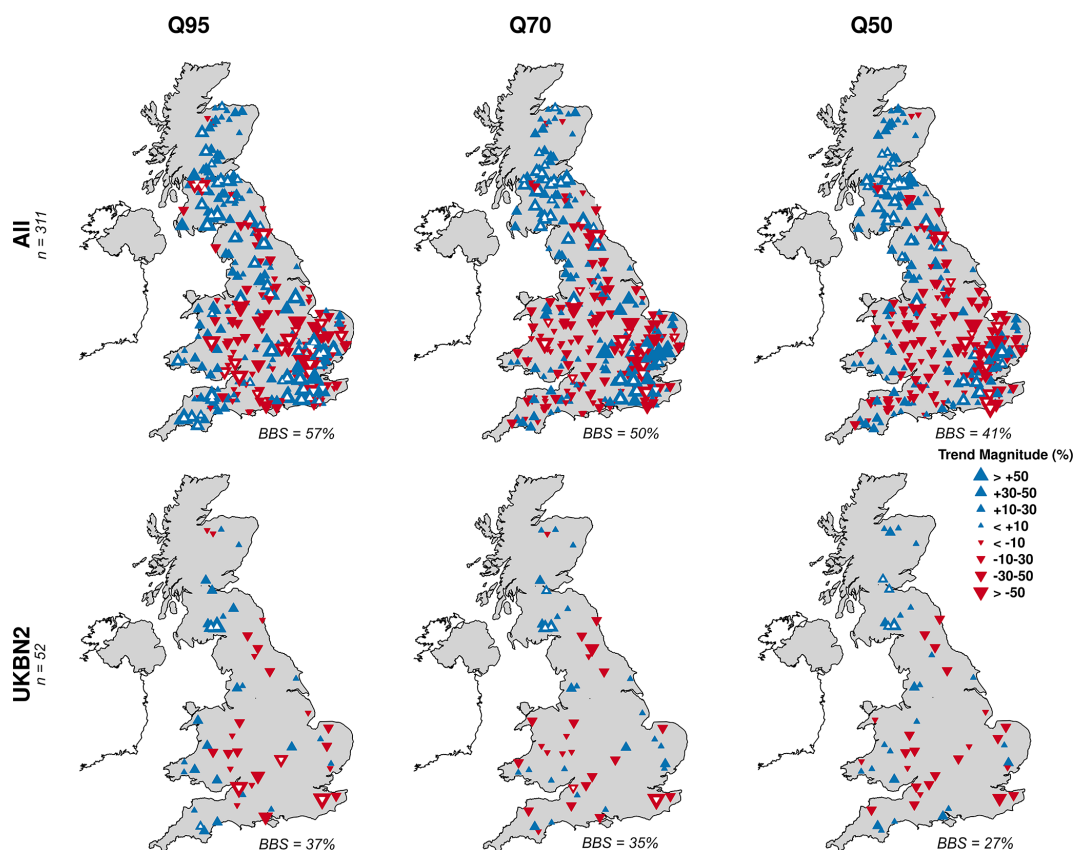 Q95
Q70
Q50
All
n = 311
BBS = 57%
BBS = 50%
BBS = 41%
Trend Magnitude (%)
> +50
+30-50
+10-30
< +10
< -10
-10-30
-30-50
> -50
UKBN2
n = 52
BBS = 37%
BBS = 35%
BBS = 27%